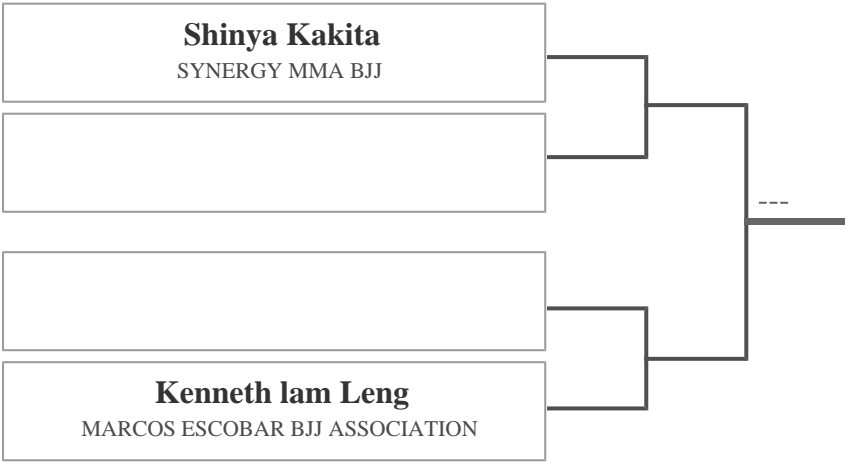 Shinya Kakita
SYNERGY MMA BJJ
---
Kenneth lam Leng
MARCOS ESCOBAR BJJ ASSOCIATION